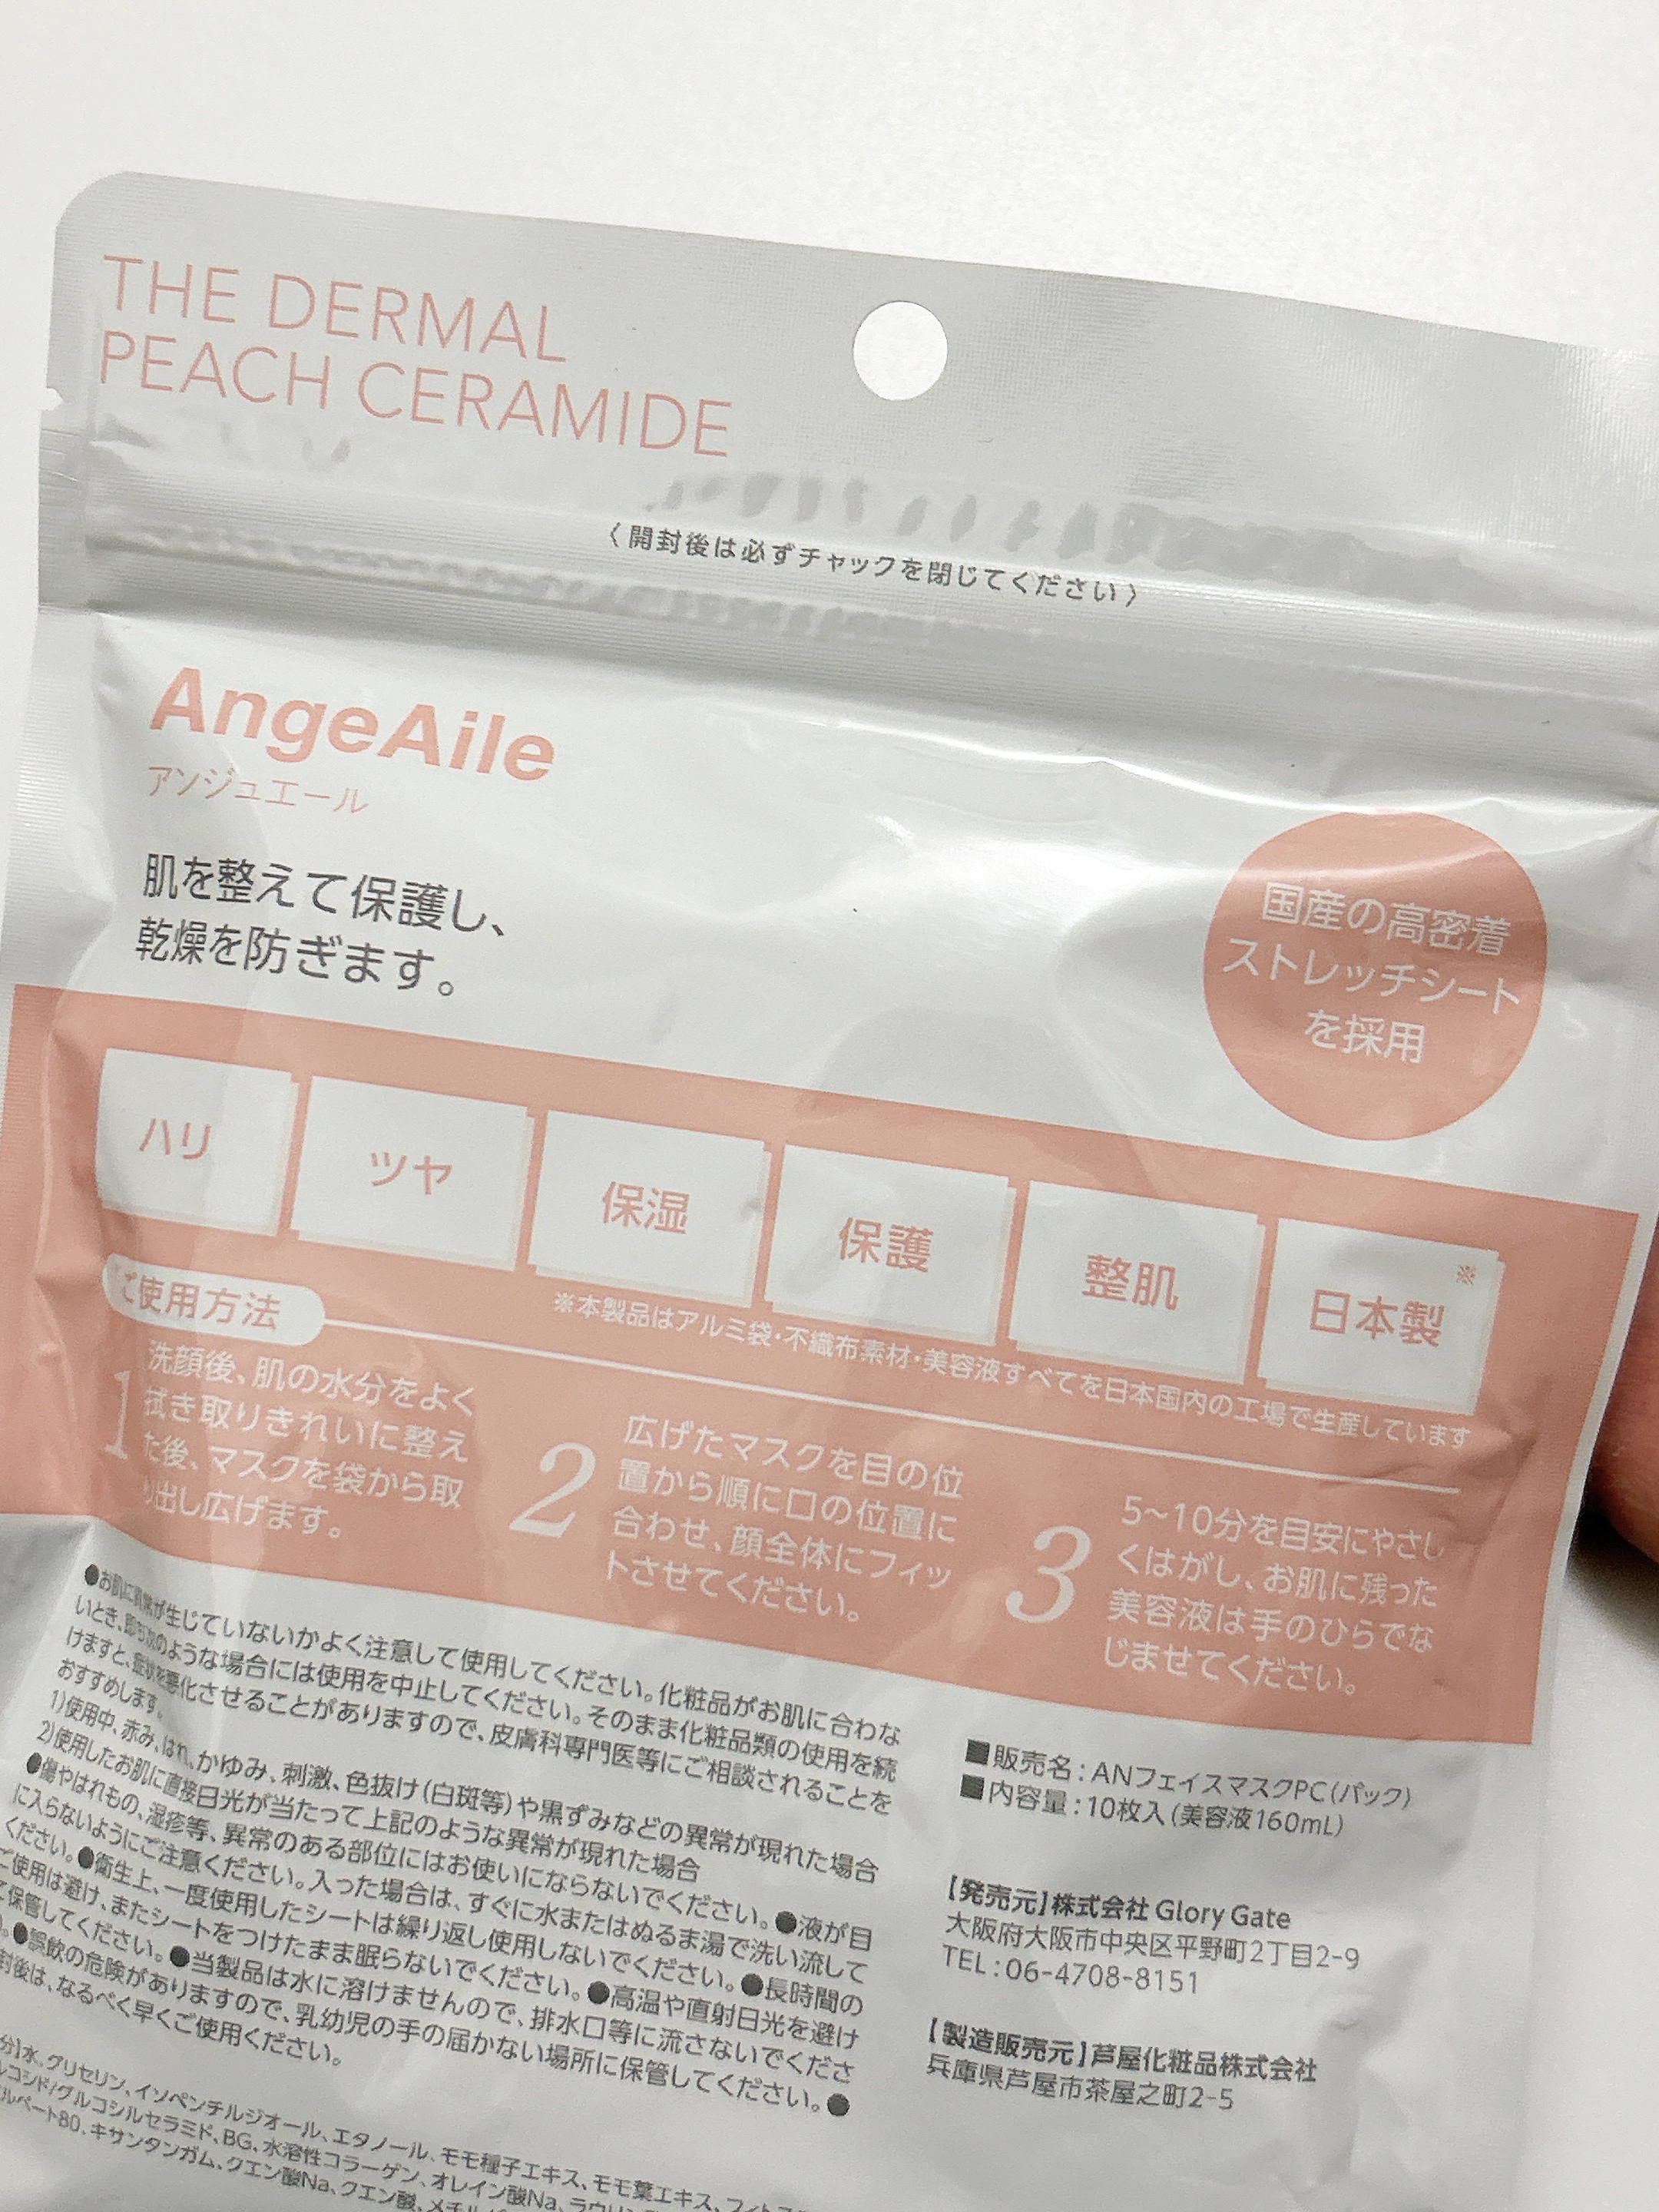 THE DERMAL
PEACH CERAMIDE
〈開封後は必ずチャックを閉じてください〉
AngeAile
アンジュエール
肌を整えて保護し、
乾燥を防ぎます。
国産の高密着
ストレッチシート
を採用
ハリ
ツヤ
保湿
保護
整肌
日本製※
※本製品はアルミ袋・不織布素材・美容液すべてを日本国内の工場で生産しています
ご使用方法
1
洗顔後、肌の水分をよく
拭き取りきれいに整え
た後、マスクを袋から取
り出し広げます。
2
広げたマスクを目の位
置から順に口の位置に
合わせ、顔全体にフィッ
トさせてください。
3
5~10分を目安にやさし
くはがし、お肌に残った
美容液は手のひらでな
じませてください。
●お肌に異常が生じていないかよく注意して使用してください。化粧品がお肌に合わな
いとき、即ち次のような場合には使用を中止してください。そのまま化粧品類の使用を続
けますと、症状を悪化させることがありますので、皮膚科専門医等にご相談されることを
おすすめします。
1)使用中、赤み、はれ、かゆみ、刺激、色抜け(白斑等)や黒ずみなどの異常が現れた場合
2)使用したお肌に直接日光が当たって上記のような異常が現れた場合
●傷やはれもの、湿疹等、異常のある部位にはお使いにならないでください。●液が目
に入らないようにご注意ください。入った場合は、すぐに水またはぬるま湯で洗い流して
ください。●衛生上、一度使用したシートは繰り返し使用しないでください。●長時間の
ご使用は避け、またシートをつけたまま眠らないでください。●高温や直射日光を避け
て保管してください。●当製品は水に溶けませんので、排水口等に流さないでくださ
い。●誤飲の危険がありますので、乳幼児の手の届かない場所に保管してください。●
封後は、なるべく早くご使用ください。
分】水、グリセリン、イソペンチルジオール、エタノール、モモ種子エキス、モモ葉エキス、
コシド/グルコシルセラミド、BG、水溶性コラーゲン、オレイン酸Na、
ルベート80、キサンタンガム、クエン酸Na、クエン酸、
■販売名:ANフェイスマスクPC(パック)
■内容量:10枚入(美容液160mL)
【発売元】株式会社 Glory Gate
大阪府大阪市中央区平野町2丁目2-9
TEL:06-4708-8151
【製造販売元】芦屋化粧品株式会社
兵庫県芦屋市茶屋之町2-5